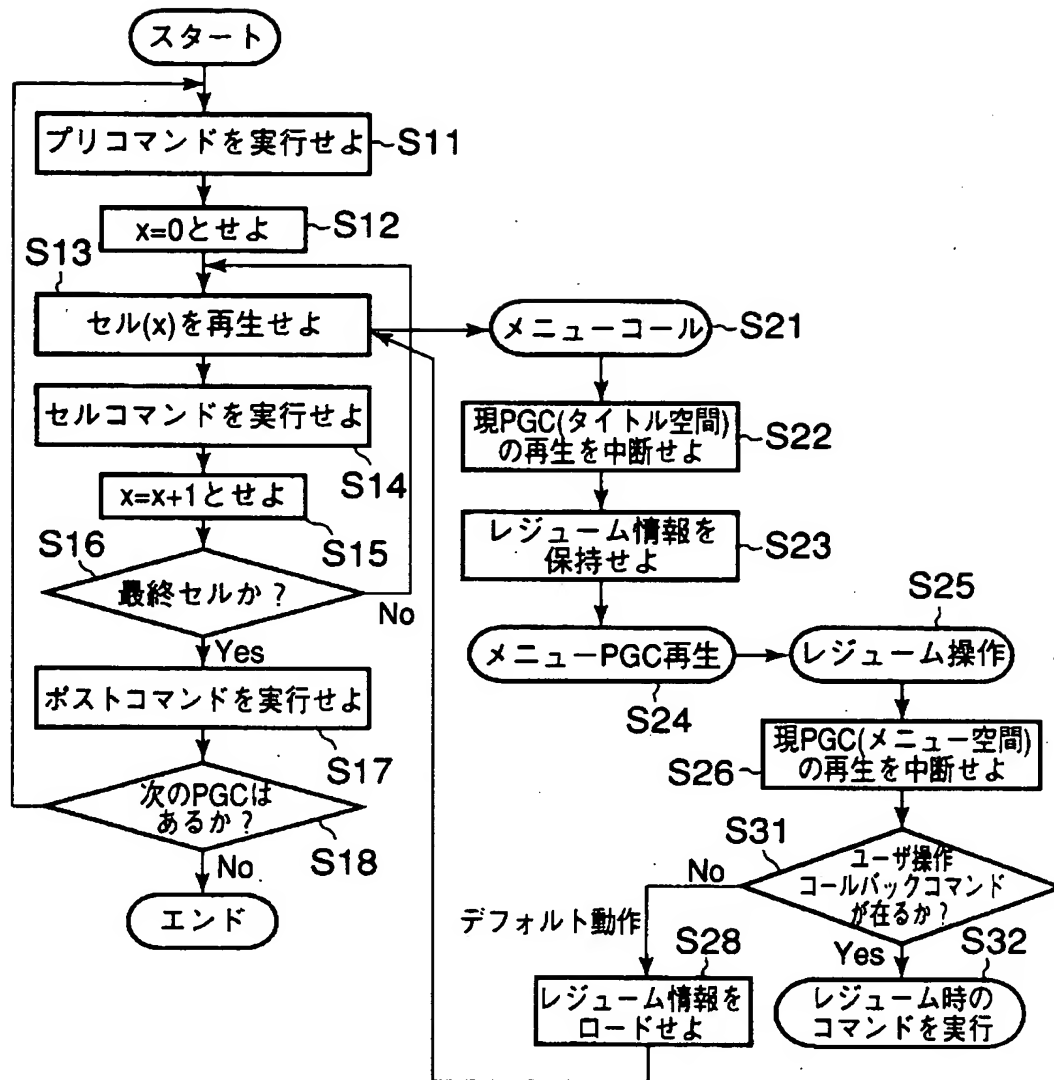 スタート
プリコマンドを実行せよ
S11
x=0とせよ
S12
S13
セル(x)を再生せよ
セルコマンドを実行せよ
S14
x=x+1とせよ
S15
S16
最終セルか?
No
Yes
ポストコマンドを実行せよ
S17
次のPGCは
あるか?
S18
No
エンド
メニューコール
S21
現PGC(タイトル空間)
の再生を中断せよ
S22
レジューム情報を
保持せよ
S23
メニューPGC再生
S24
S25
レジューム操作
現PGC(メニュー空間)
の再生を中断せよ
S26
S31
ユーザ操作
コールバックコマンド
が在るか?
No
デフォルト動作
Yes
S28
レジューム情報を
ロードせよ
S32
レジューム時の
コマンドを実行